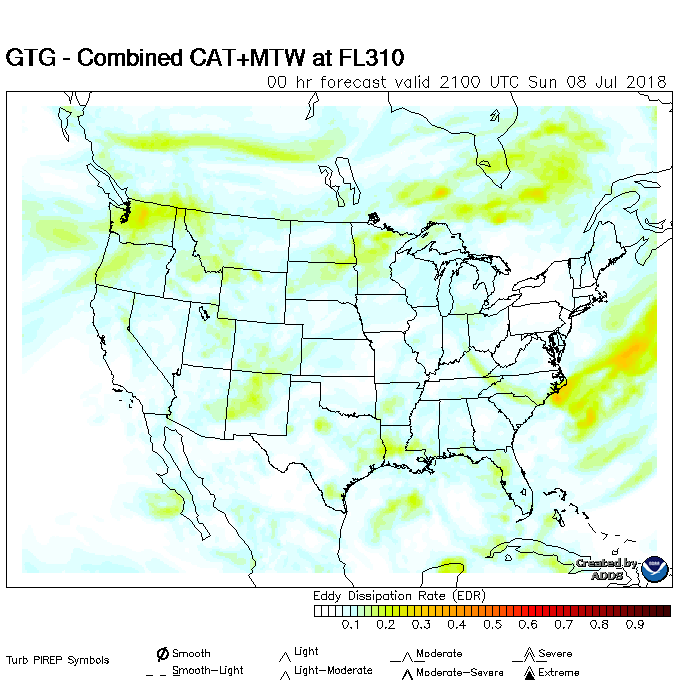 GTG - Combined CAT+MTW at FL310
00 hr forecast valid 2100 UTC Sun 08 Jul 2018
Created by
ADDS
Eddy Dissipation Rate (EDR)
0.1 0.2 0.3 0.4 0.5 0.6 0.7 0.8 0.9
Turb PIREP Symbols
Smooth Light Moderate Severe
Smooth-Light Light-Moderate Moderate-Severe Extreme